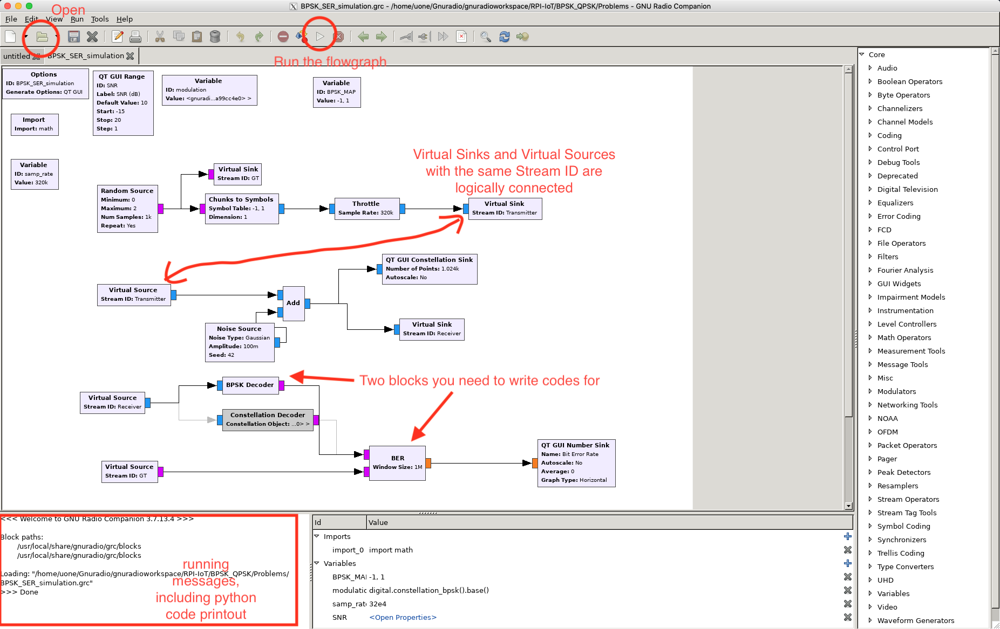 BPSK_SER_simulation.grc - /home/uone/Gnuradio/gnuradioworkspace/RPI-IoT/BPSK_QPSK/Problems - GNU Radio Companion
Open
File Edit View Run Tools Help
Run the flowgraph
untitled
BPSK_SER_simulation
Options
ID: BPSK_SER_simulation
Generate Options: QT GUI
QT GUI Range
ID: SNR
Label: SNR (dB)
Default Value: 10
Start: -15
Stop: 20
Step: 1
Variable
ID: modulation
Value: <gnuradi...a99cc4e0> >
Variable
ID: BPSK_MAP
Value: -1, 1
Import
Import: math
Variable
ID: samp_rate
Value: 320k
Virtual Sinks and Virtual Sources
with the same Stream ID are
logically connected
Virtual Sink
Stream ID: GT
Random Source
Minimum: 0
Maximum: 2
Num Samples: 1k
Repeat: Yes
Chunks to Symbols
Symbol Table: -1, 1
Dimension: 1
Throttle
Sample Rate: 320k
Virtual Sink
Stream ID: Transmitter
QT GUI Constellation Sink
Number of Points: 1.024k
Autoscale: No
Virtual Source
Stream ID: Transmitter
Add
Noise Source
Noise Type: Gaussian
Amplitude: 100m
Seed: 42
Virtual Sink
Stream ID: Receiver
Two blocks you need to write codes for
BPSK Decoder
Virtual Source
Stream ID: Receiver
Constellation Decoder
Constellation Object: ...0> >
BER
Window Size: 1M
Virtual Source
Stream ID: GT
QT GUI Number Sink
Name: Bit Error Rate
Autoscale: No
Average: 0
Graph Type: Horizontal
Core
Audio
Boolean Operators
Byte Operators
Channelizers
Channel Models
Coding
Control Port
Debug Tools
Deprecated
Digital Television
Equalizers
Error Coding
FCD
File Operators
Filters
Fourier Analysis
GUI Widgets
Impairment Models
Instrumentation
Level Controllers
Math Operators
Measurement Tools
Message Tools
Misc
Modulators
Networking Tools
NOAA
OFDM
Packet Operators
Pager
Peak Detectors
Resamplers
Stream Operators
Stream Tag Tools
Symbol Coding
Synchronizers
Trellis Coding
Type Converters
UHD
Variables
Video
Waveform Generators
<<< Welcome to GNU Radio Companion 3.7.13.4 >>>
Block paths:
/usr/local/share/gnuradio/grc/blocks
/usr/local/share/gnuradio/grc/blocks
Loading: "/home/uone/Gnuradio/gnuradioworkspace/RPI-IoT/BPSK_QPSK/Problems/
BPSK_SER_simulation.grc"
>>> Done
running
messages,
including python
code printout
Id Value
Imports
import_0 import math
Variables
BPSK_MAI -1, 1
modulatic digital.constellation_bpsk().base()
samp_rate 32e4
SNR <Open Properties>